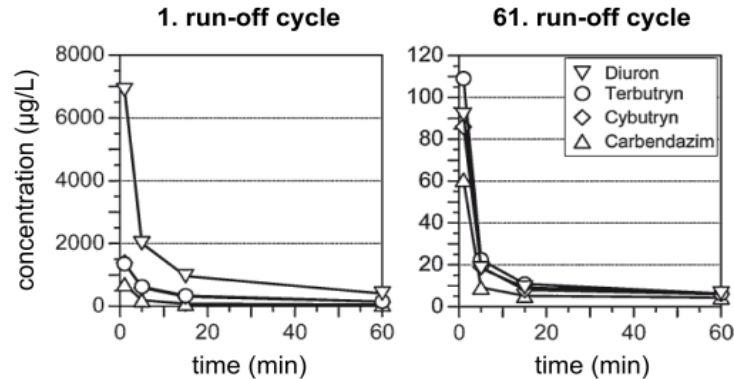 1. run-off cycle
61. run-off cycle
concentration (µg/L)
8000
6000
4000
2000
0
0
20
40
60
time (min)
120
100
80
60
40
20
0
Diuron
Terbutryn
Cybutryn
Carbendazim
0
20
40
60
time (min)